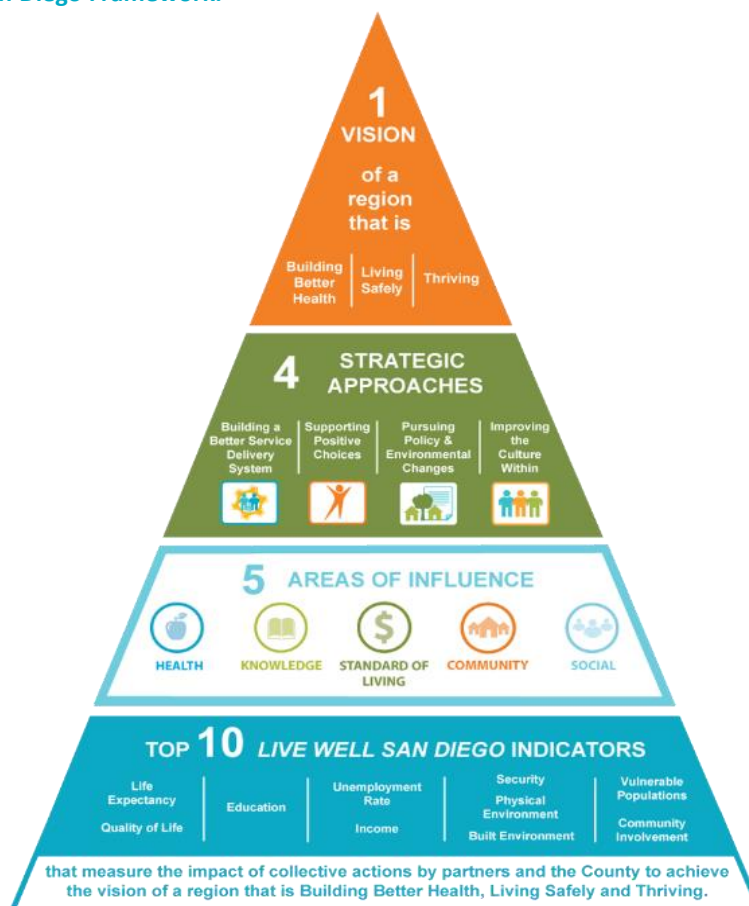 Diego Framework.
1
VISION
of a
region
that is
Building
Better
Health
Living
Safely
Thriving
4 STRATEGIC
APPROACHES
Building a
Better Service
Delivery
System
Supporting
Positive
Choices
Pursuing
Policy &
Environmental
Changes
Improving
the
Culture
Within
5 AREAS OF INFLUENCE
HEALTH
KNOWLEDGE
STANDARD OF
LIVING
COMMUNITY
SOCIAL
TOP 10 LIVE WELL SAN DIEGO INDICATORS
Life
Expectancy
Quality of Life
Education
Unemployment
Rate
Income
Security
Physical
Environment
Built Environment
Vulnerable
Populations
Community
Involvement
that measure the impact of collective actions by partners and the County to achieve
the vision of a region that is Building Better Health, Living Safely and Thriving.